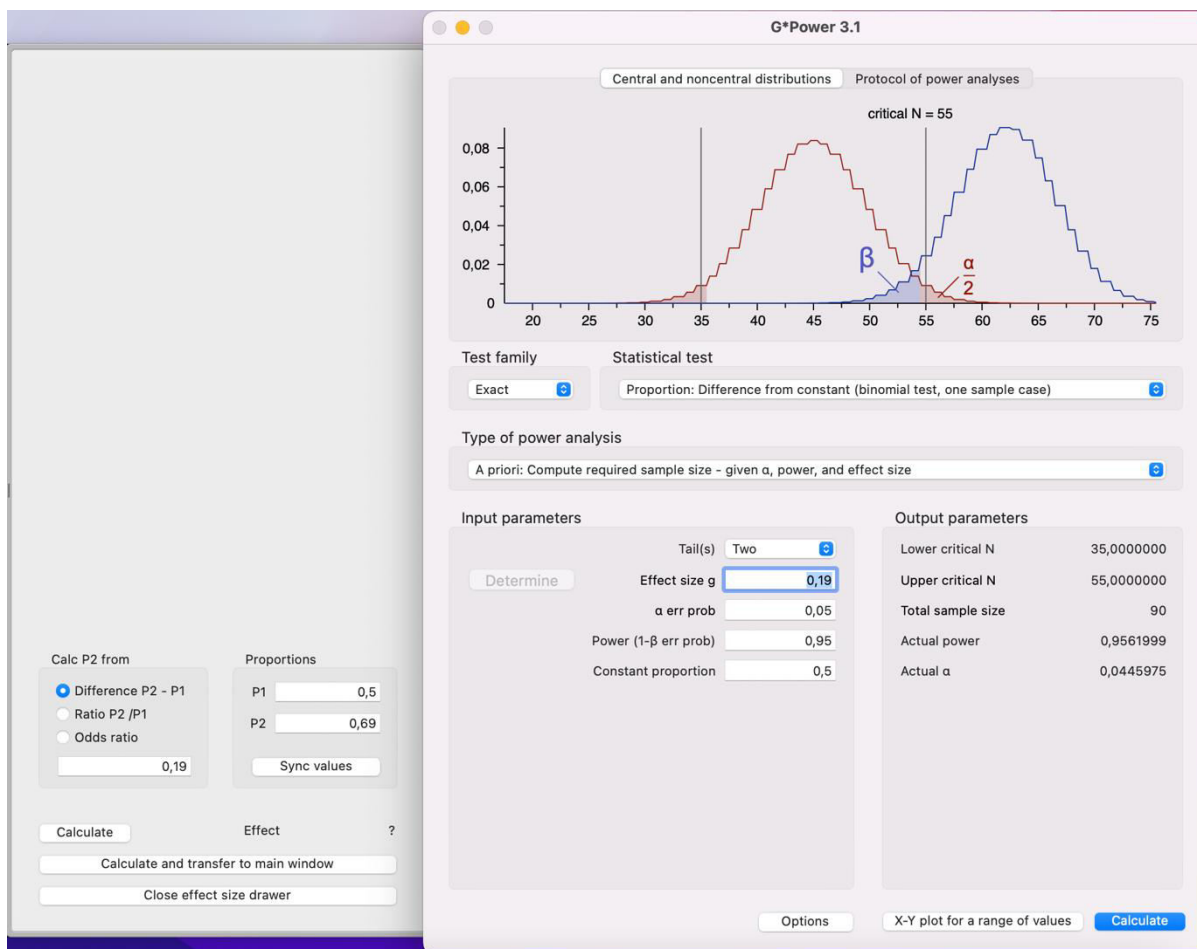 G*Power 3.1
Central and noncentral distributions Protocol of power analyses
critical N = 55
0,08
0,06
0,04
0,02
0
β
α
2
20 25 30 35 40 45 50 55 60 65 70 75
Test family Statistical test
Exact Proportion: Difference from constant (binomial test, one sample case)
Type of power analysis
A priori: Compute required sample size - given α, power, and effect size
Input parameters Output parameters
Tail(s) Two Lower critical N 35,0000000
Determine Effect size g 0,19 Upper critical N 55,0000000
α err prob 0,05 Total sample size 90
Power (1-β err prob) 0,95 Actual power 0,9561999
Constant proportion 0,5 Actual α 0,0445975
Calc P2 from Proportions
Difference P2 - P1 P1 0,5
Ratio P2 /P1
P2 0,69
Odds ratio
0,19 Sync values
Calculate Effect ?
Calculate and transfer to main window
Close effect size drawer
Options X-Y plot for a range of values Calculate